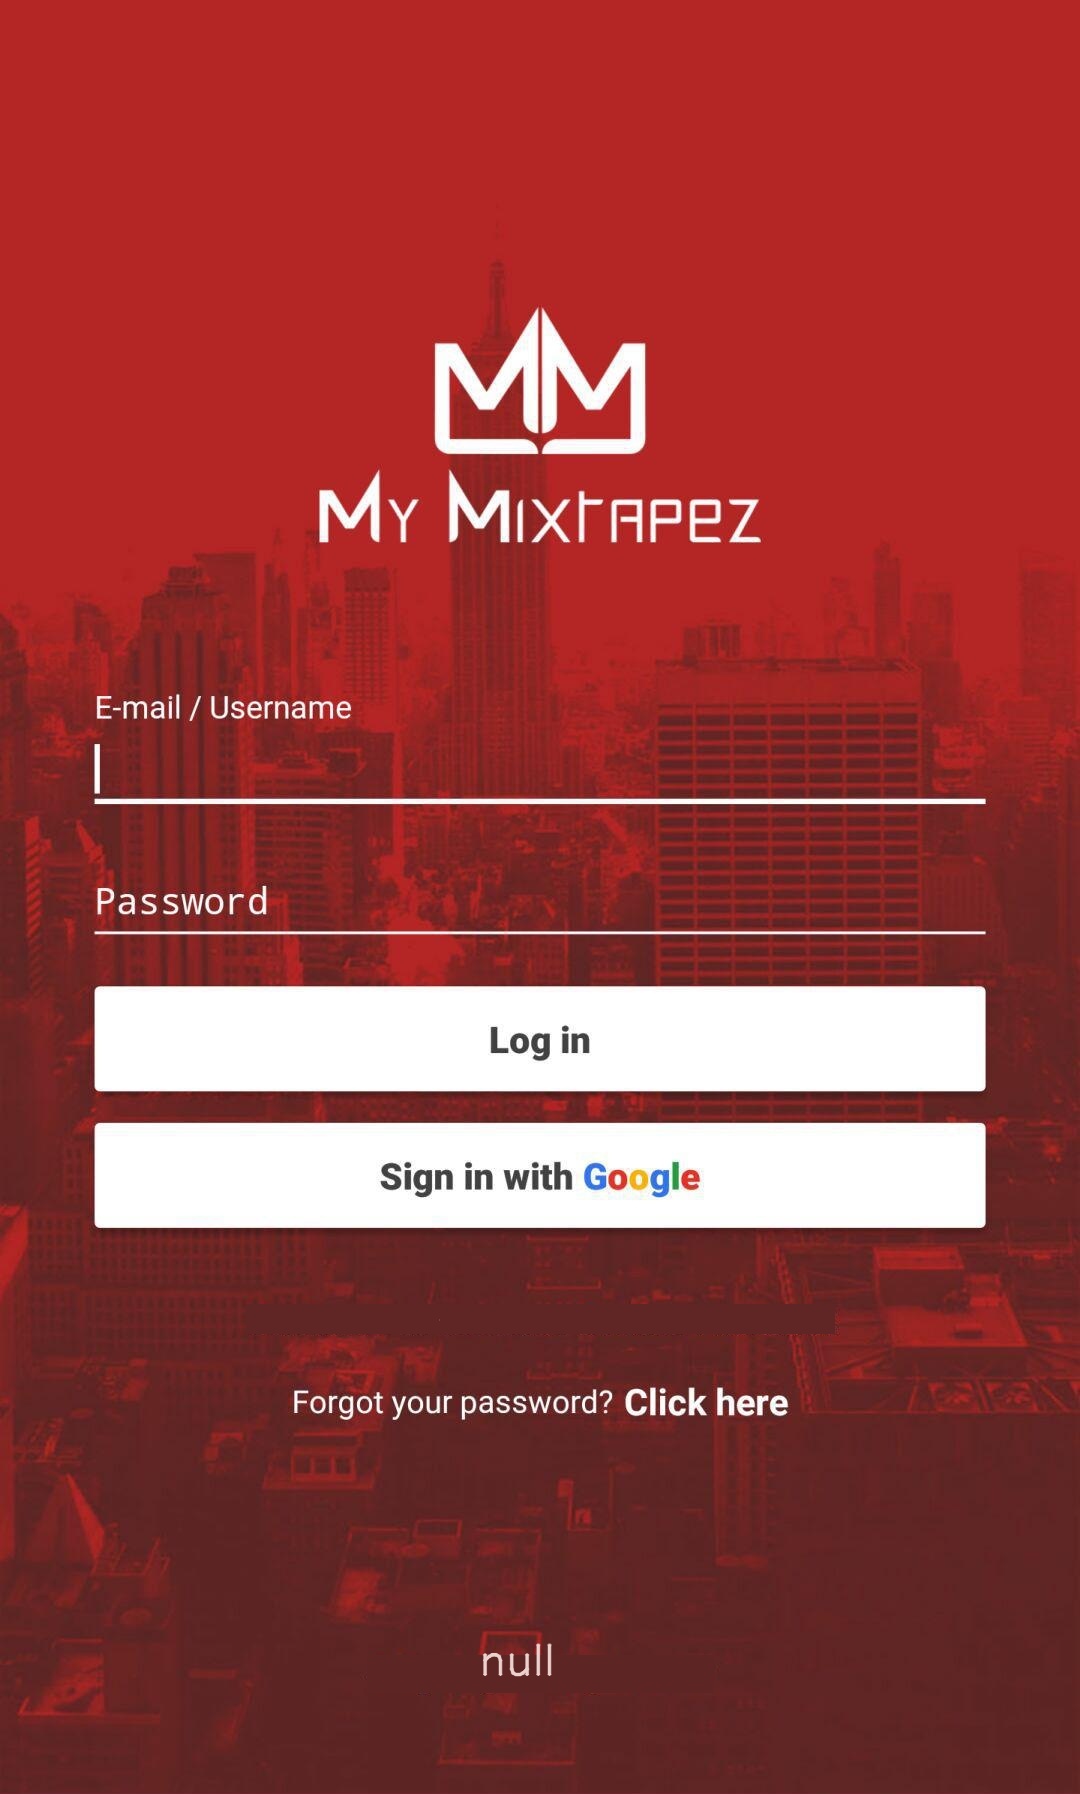 MM
My Mixtapez
E-mail / Username
Password
Log in
Sign in with Google
Forgot your password? Click here
null